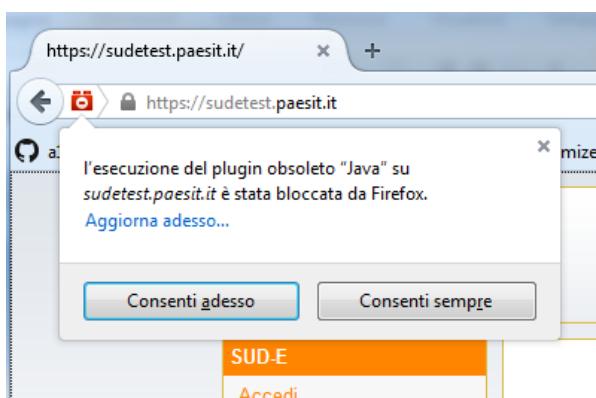 https://sudetest.paesit.it/ × +
https://sudetest.paesit.it
l'esecuzione del plugin obsoleto "Java" su
sudetest.paesit.it è stata bloccata da Firefox.
Aggiorna adesso...
Consenti adesso Consenti sempre
SUD-E
Accedi